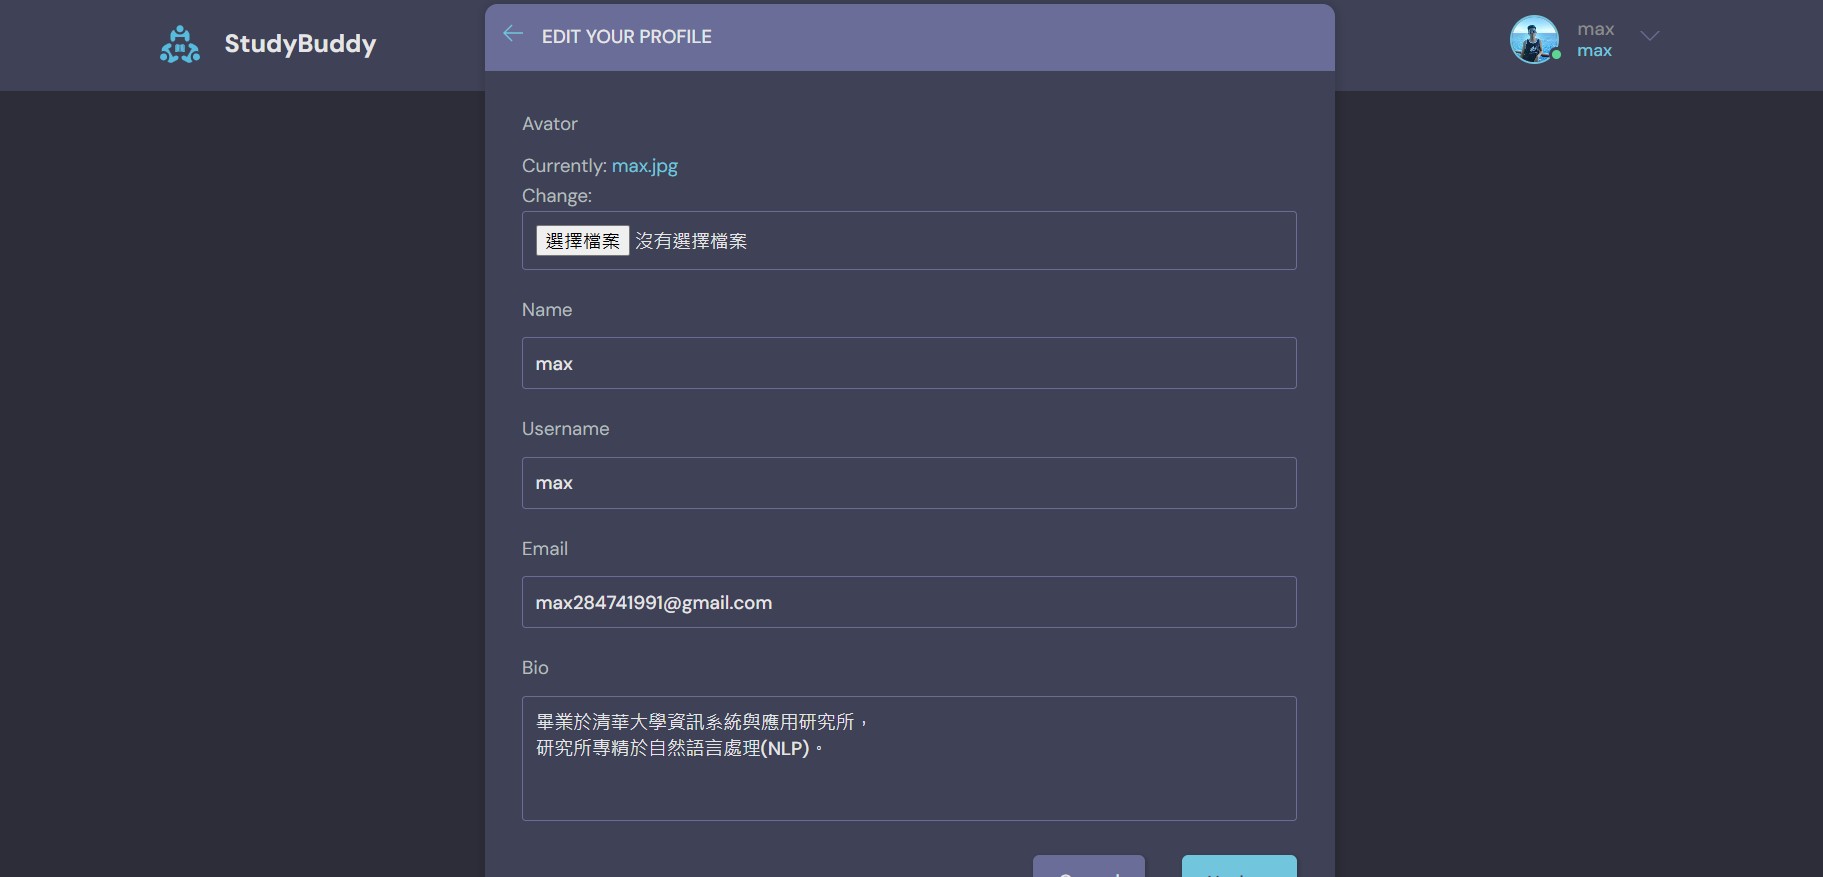 StudyBuddy
EDIT YOUR PROFILE
max
max
Avator
Currently: max.jpg
Change:
選擇檔案 沒有選擇檔案
Name
max
Username
max
Email
max284741991@gmail.com
Bio
畢業於清華大學資訊系統與應用研究所，
研究所專精於自然語言處理(NLP)。